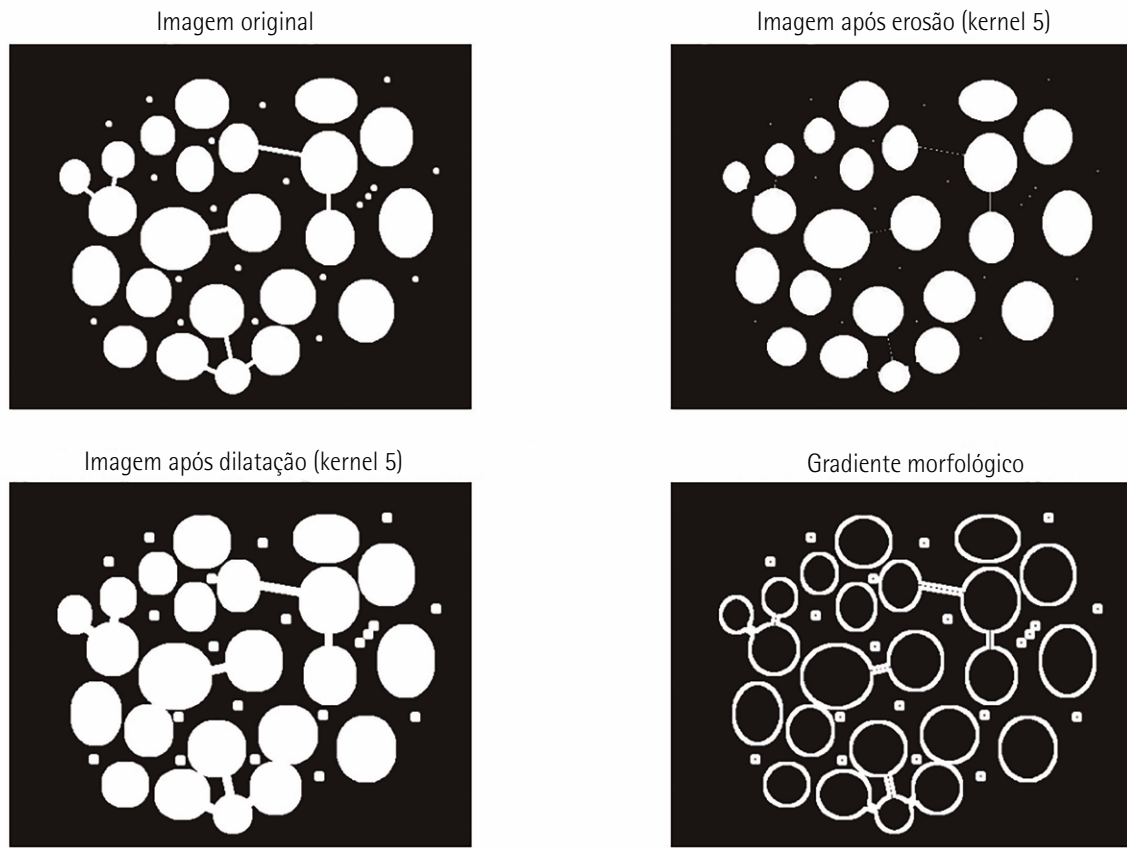 Imagem original
Imagem após erosão (kernel 5)
Imagem após dilatação (kernel 5)
Gradiente morfológico